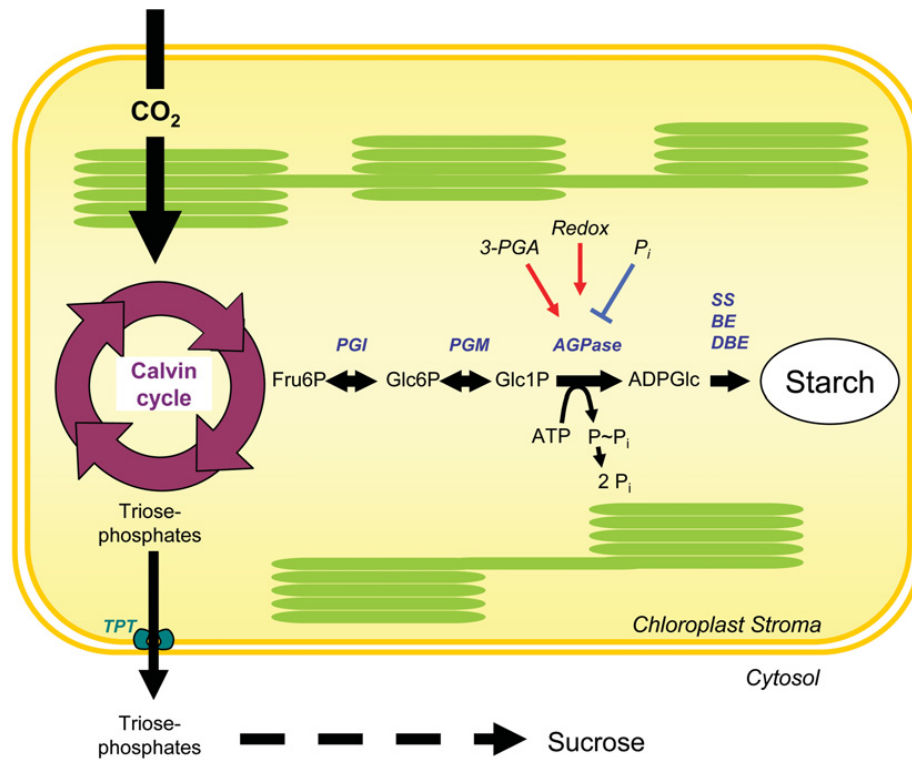 CO₂
Redox
3-PGA
Pᵢ
SS
BE
DBE
PGI
PGM
AGPase
Calvin
cycle
Fru6P
Glc6P
Glc1P
ADPGlc
Starch
ATP
P~Pᵢ
2 Pᵢ
Triose-
phosphates
TPT
Chloroplast Stroma
Cytosol
Triose-
phosphates
Sucrose